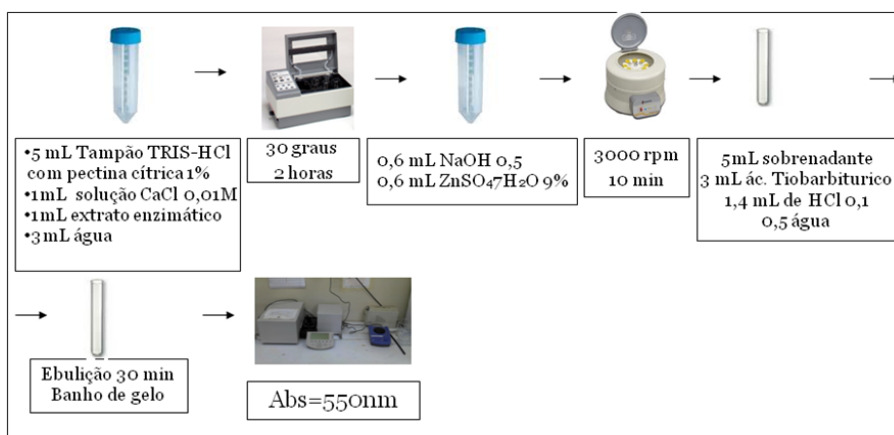 •5 mL Tampão TRIS-HCl
com pectina cítrica 1%
•1mL solução CaCl 0,01M
•1mL extrato enzimático
•3 mL água
30 graus
2 horas
0,6 mL NaOH 0,5
0,6 mL ZnSO₄7H₂O 9%
3000 rpm
10 min
5mL sobrenadante
3 mL ác. Tiobarbiturico
1,4 mL de HCl 0,1
0,5 água
Ebulição 30 min
Banho de gelo
Abs=550nm